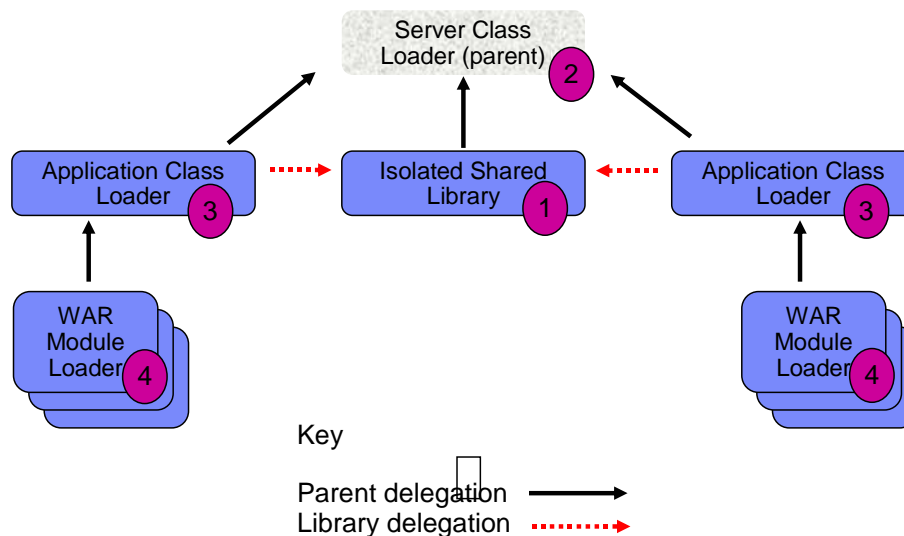 Server Class
Loader (parent)
2
Application Class
Loader
3
Isolated Shared
Library
1
Application Class
Loader
3
WAR
Module
Loader
4
WAR
Module
Loader
4
Key
Parent delegation
Library delegation